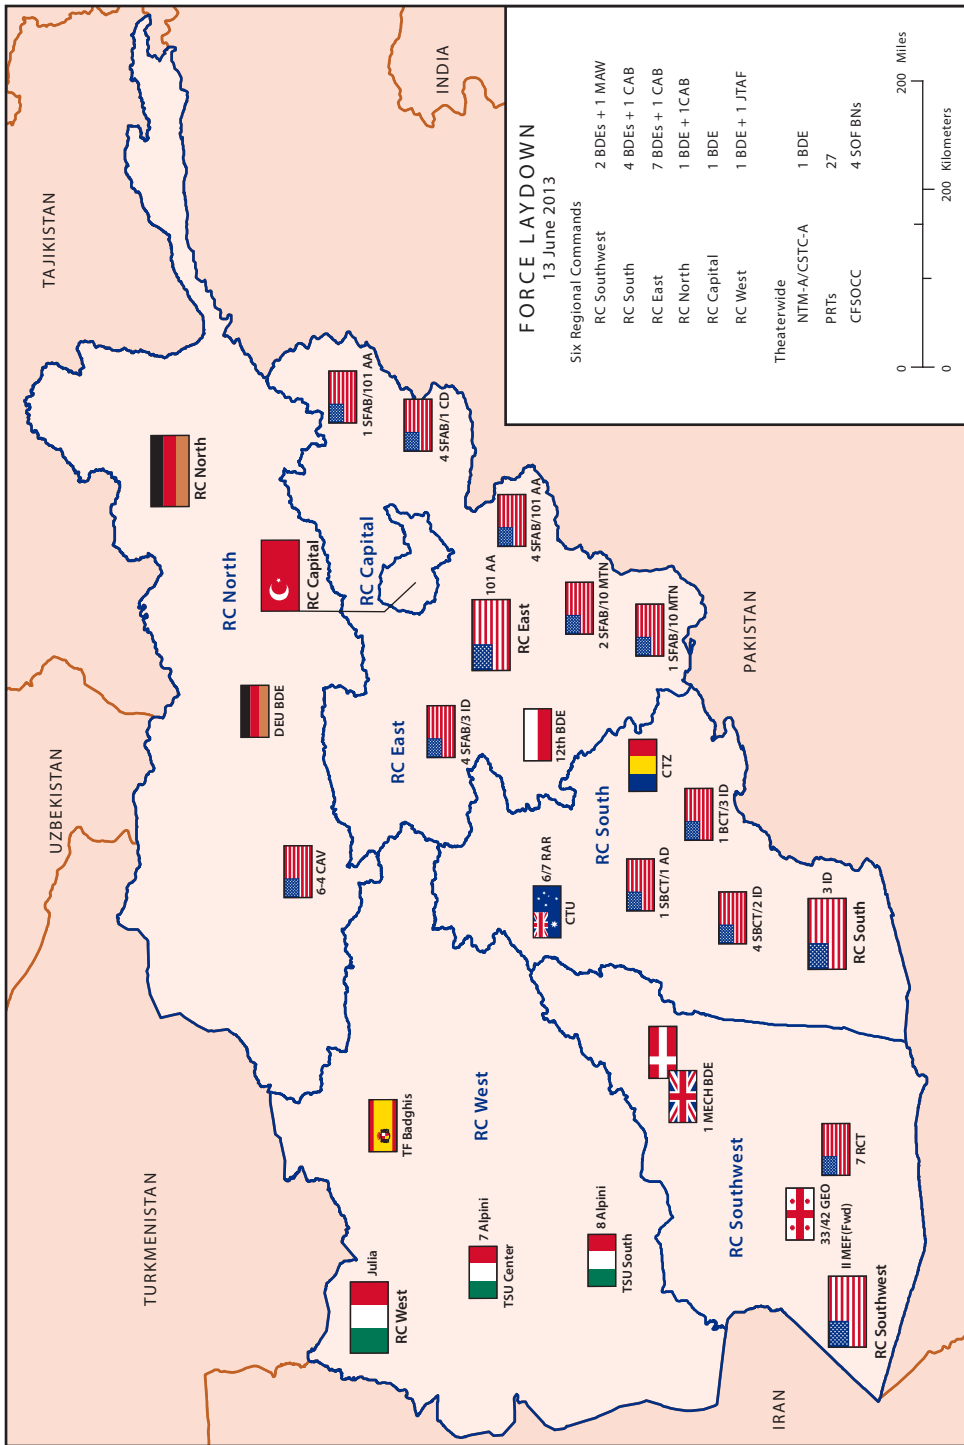 TAJIKISTAN
UZBEKISTAN
TURKMENISTAN
INDIA
PAKISTAN
IRAN
RC North
RC North
DEU BDE
6-4 CAV
RC Capital
RC Capital
RC East
101 AA
RC East
1 SFAB/101 AA
4 SFAB/1 CD
4 SFAB/101 AA
2 SFAB/10 MTN
1 SFAB/10 MTN
4 SFAB/3 ID
12th BDE
RC South
CTZ
6/7 RAR
CTU
1 SBCT/1 AD
1 BCT/3 ID
4 SBCT/2 ID
3 ID
RC South
RC West
Julia
RC West
TF Badghis
7 Alpini
TSU Center
8 Alpini
TSU South
RC Southwest
1 MECH BDE
7 RCT
33/42 GEO
II MEF(Fwd)
RC Southwest
FORCE LAYDOWN
13 June 2013
Six Regional Commands
RC Southwest 2 BDEs + 1 MAW
RC South 4 BDEs + 1 CAB
RC East 7 BDEs + 1 CAB
RC North 1 BDE + 1CAB
RC Capital 1 BDE
RC West 1 BDE + 1 JTAF
Theaterwide
NTM-A/CSTC-A 1 BDE
PRTs 27
CFSOCC 4 SOF BNs
0 200 Miles
0 200 Kilometers